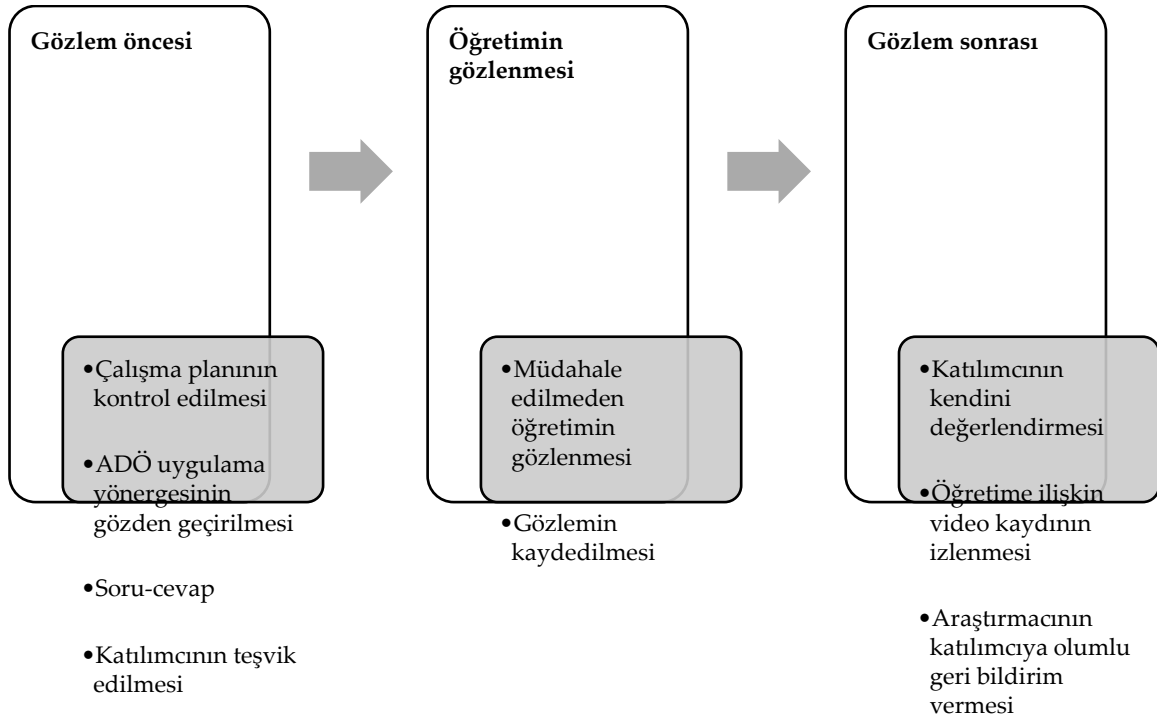 Gözlem öncesi
•Çalışma planının
kontrol edilmesi
•ADÖ uygulama
yönergesinin
gözden geçirilmesi
•Soru-cevap
•Katılımcının teşvik
edilmesi
Öğretimin
gözlenmesi
•Müdahale
edilmeden
öğretimin
gözlenmesi
•Gözlemin
kaydedilmesi
Gözlem sonrası
•Katılımcının
kendini
değerlendirmesi
•Öğretime ilişkin
video kaydının
izlenmesi
•Araştırmacının
katılımcıya olumlu
geri bildirim
vermesi